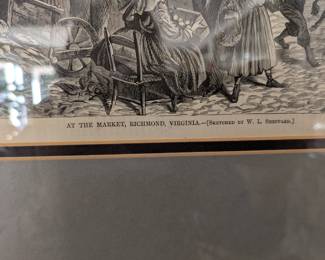 AT THE MARKET, RICHMOND, VIRGINIA.—[Sketched by W. L. Sheppard.]